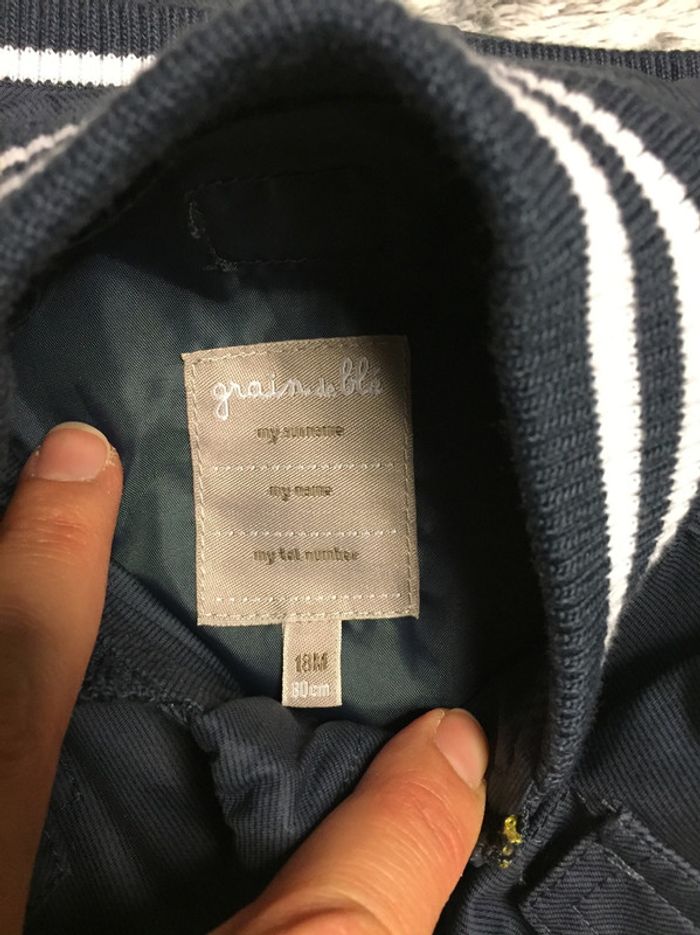 grain de blé
my surname
my name
my tel number
18M
80cm